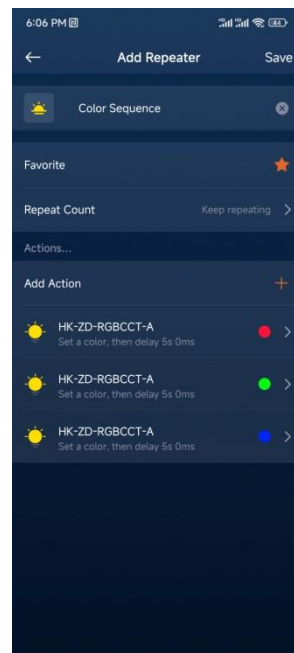 6:06 PM
44
Add Repeater
Save
Color Sequence
Favorite
Repeat Count
Keep repeating
Actions...
Add Action
HK-ZD-RGBCCT-A
Set a color, then delay 5s 0ms
HK-ZD-RGBCCT-A
Set a color, then delay 5s 0ms
HK-ZD-RGBCCT-A
Set a color, then delay 5s 0ms